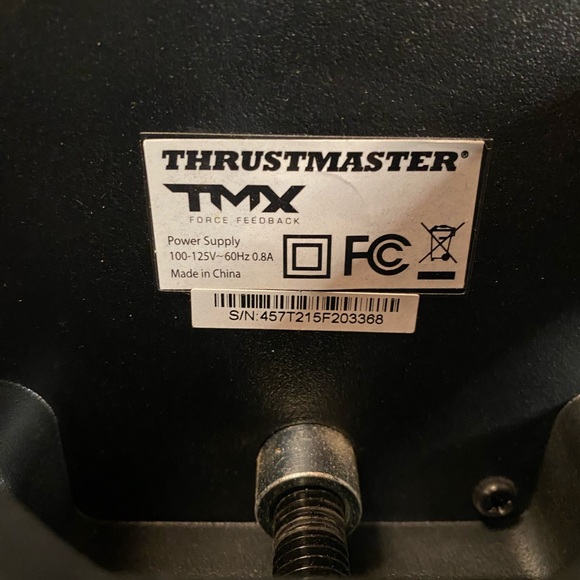 THRUSTMASTER®
TMX
FORCE FEEDBACK
Power Supply
100-125V~60Hz 0.8A
Made in China
FC
S/N:457T215F203368